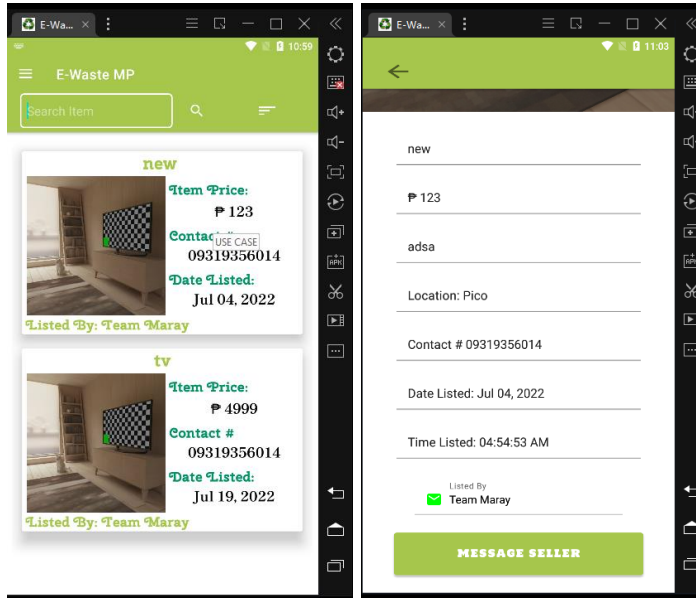 E-Wa...
10:59
E-Waste MP
Search Item
new
Item Price:
₱ 123
Contact #
USE CASE
09319356014
Date Listed:
Jul 04, 2022
Listed By: Team Maray
tv
Item Price:
₱ 4999
Contact #
09319356014
Date Listed:
Jul 19, 2022
Listed By: Team Maray
APK
E-Wa...
11:03
new
₱ 123
adsa
Location: Pico
Contact # 09319356014
Date Listed: Jul 04, 2022
Time Listed: 04:54:53 AM
Listed By
Team Maray
MESSAGE SELLER